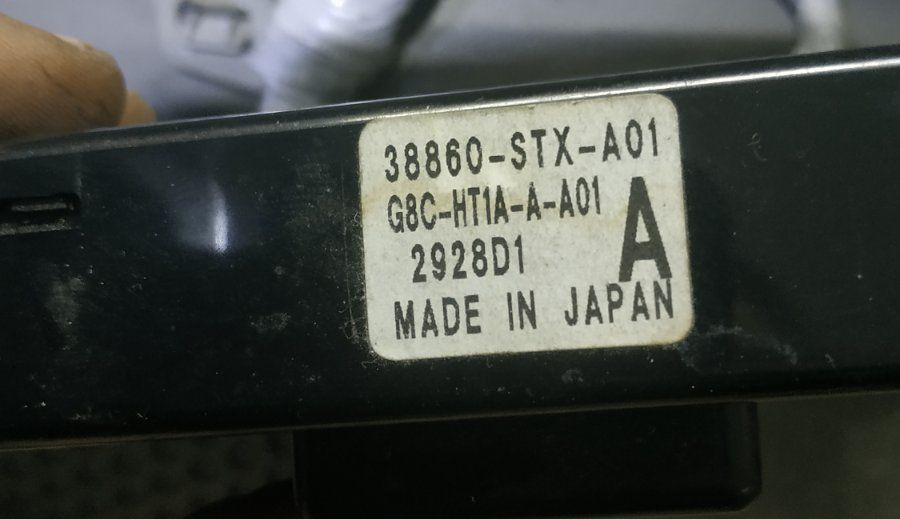 38860-STX-A01
G8C-HT1A-A-A01
2928D1
A
MADE IN JAPAN